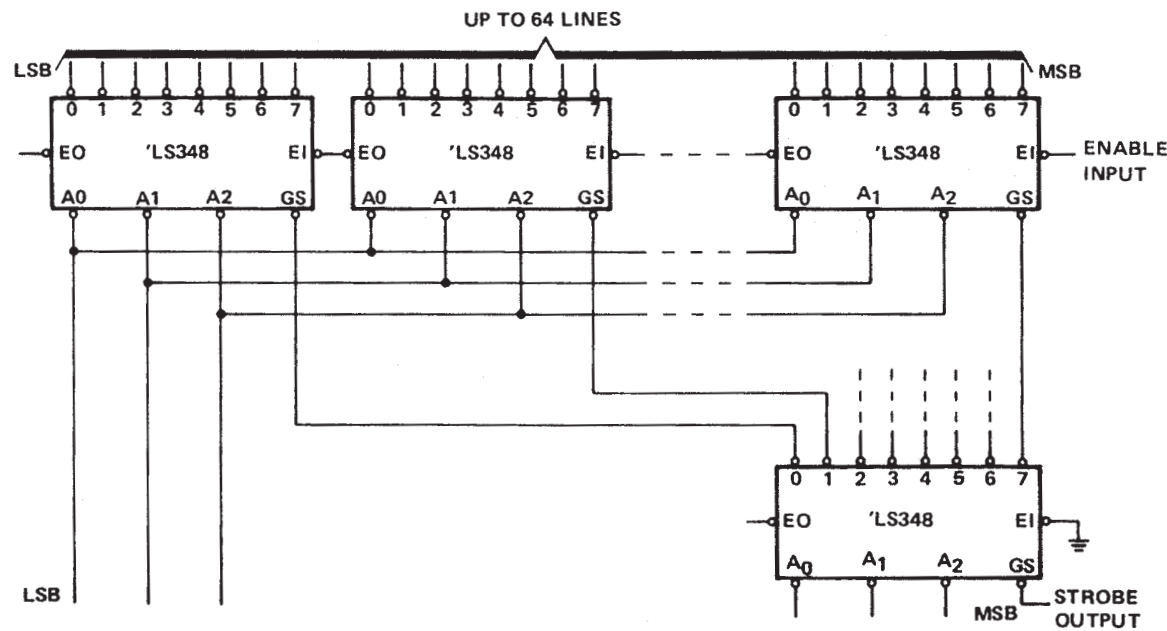 UP TO 64 LINES
LSB
MSB
0 1 2 3 4 5 6 7
0 1 2 3 4 5 6 7
0 1 2 3 4 5 6 7
EO 'LS348 EI
EO 'LS348 EI
EO 'LS348 EI
ENABLE
INPUT
A0 A1 A2 GS
A0 A1 A2 GS
A0 A1 A2 GS
0 1 2 3 4 5 6 7
EO 'LS348 EI
A0 A1 A2 GS
LSB
MSB
STROBE
OUTPUT